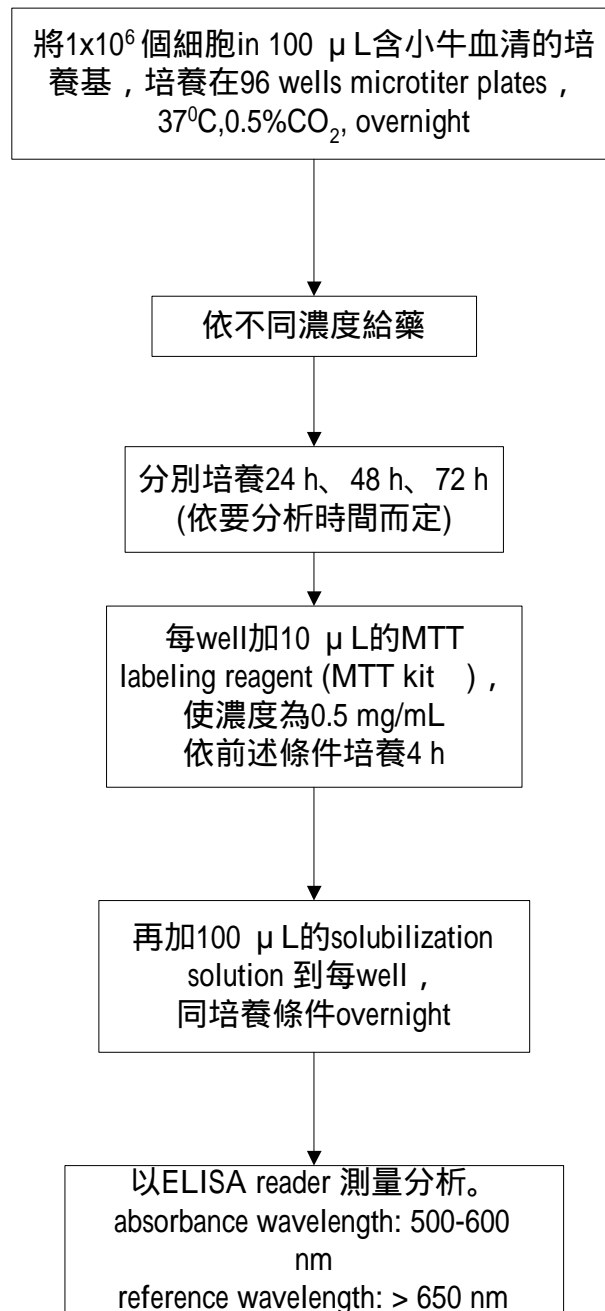 將1x10⁶ 個細胞in 100 μL含小牛血清的培
養基，培養在96 wells microtiter plates，
37⁰C,0.5%CO₂, overnight
依不同濃度給藥
分別培養24 h、48 h、72 h
(依要分析時間而定)
每well加10 μL的MTT
labeling reagent (MTT kit )，
使濃度為0.5 mg/mL
依前述條件培養4 h
再加100 μL的solubilization
solution 到每well，
同培養條件overnight
以ELISA reader 測量分析。
absorbance wavelength: 500-600
nm
reference wavelength: > 650 nm